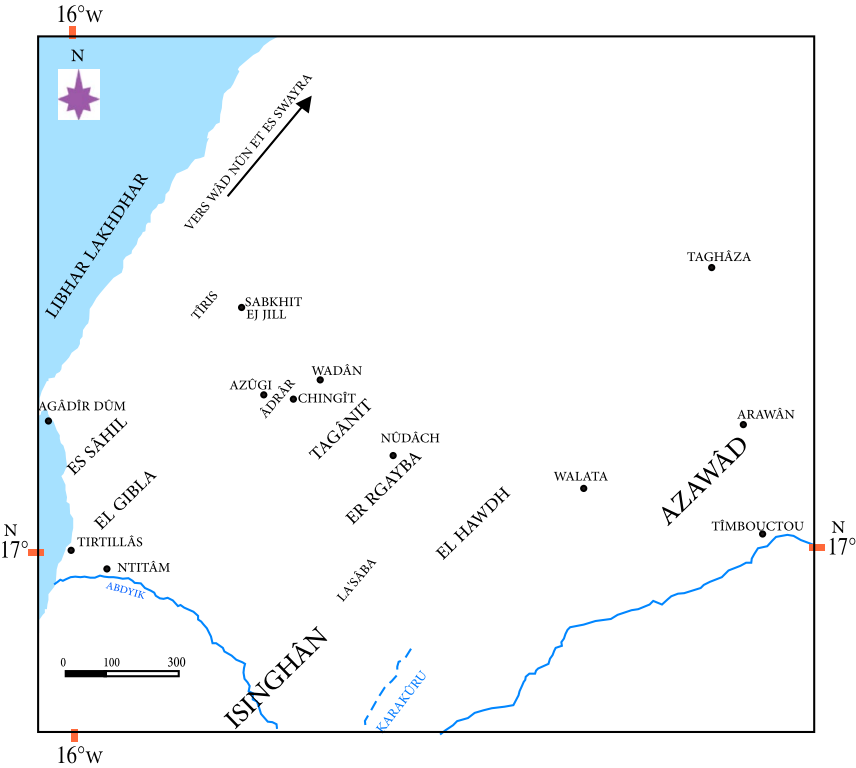 16°W
N
VERS WÂD NÛN ET ES SWAYRA
LIBHAR LAKHDHAR
TAGHÂZA
TÎRIS
SABKHIT
EJ JILL
WADÂN
AZÛGI
ÂDRÂR
CHINGÎT
AGÂDÎR DÛM
TAGÂNIT
ARAWÂN
ES SÂHIL
NÛDÂCH
AZAWÂD
ER RGAYBA
WALATA
EL GIBLA
EL HAWDH
TÎMBOUCTOU
N
17°
N
17°
TIRTILLÂS
NTITÂM
ABDYIK
LA'SÂBA
ISINGHÂN
0 100 300
KARAKÛRU
16°W